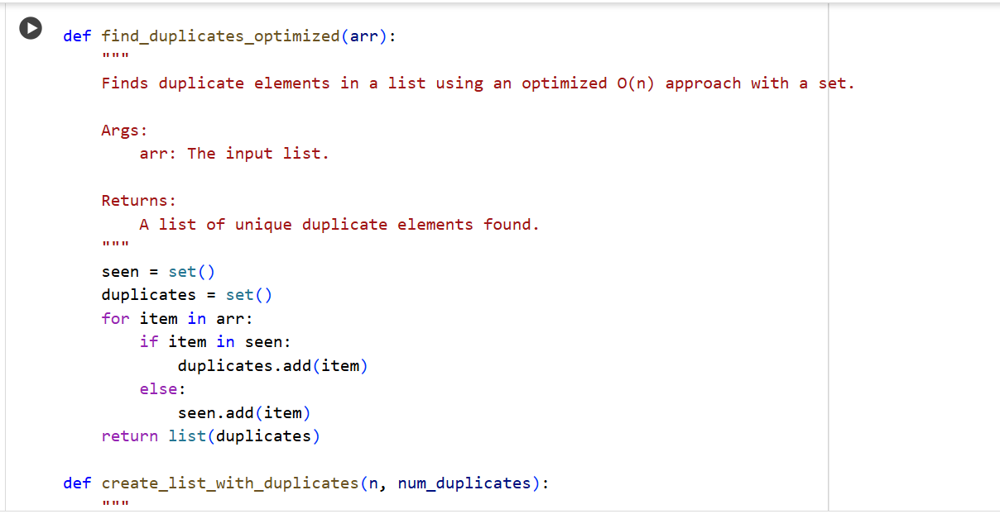 def find_duplicates_optimized(arr):
    """
    Finds duplicate elements in a list using an optimized O(n) approach with a set.

    Args:
        arr: The input list.

    Returns:
        A list of unique duplicate elements found.
    """
    seen = set()
    duplicates = set()
    for item in arr:
        if item in seen:
            duplicates.add(item)
        else:
            seen.add(item)
    return list(duplicates)

def create_list_with_duplicates(n, num_duplicates):
    """